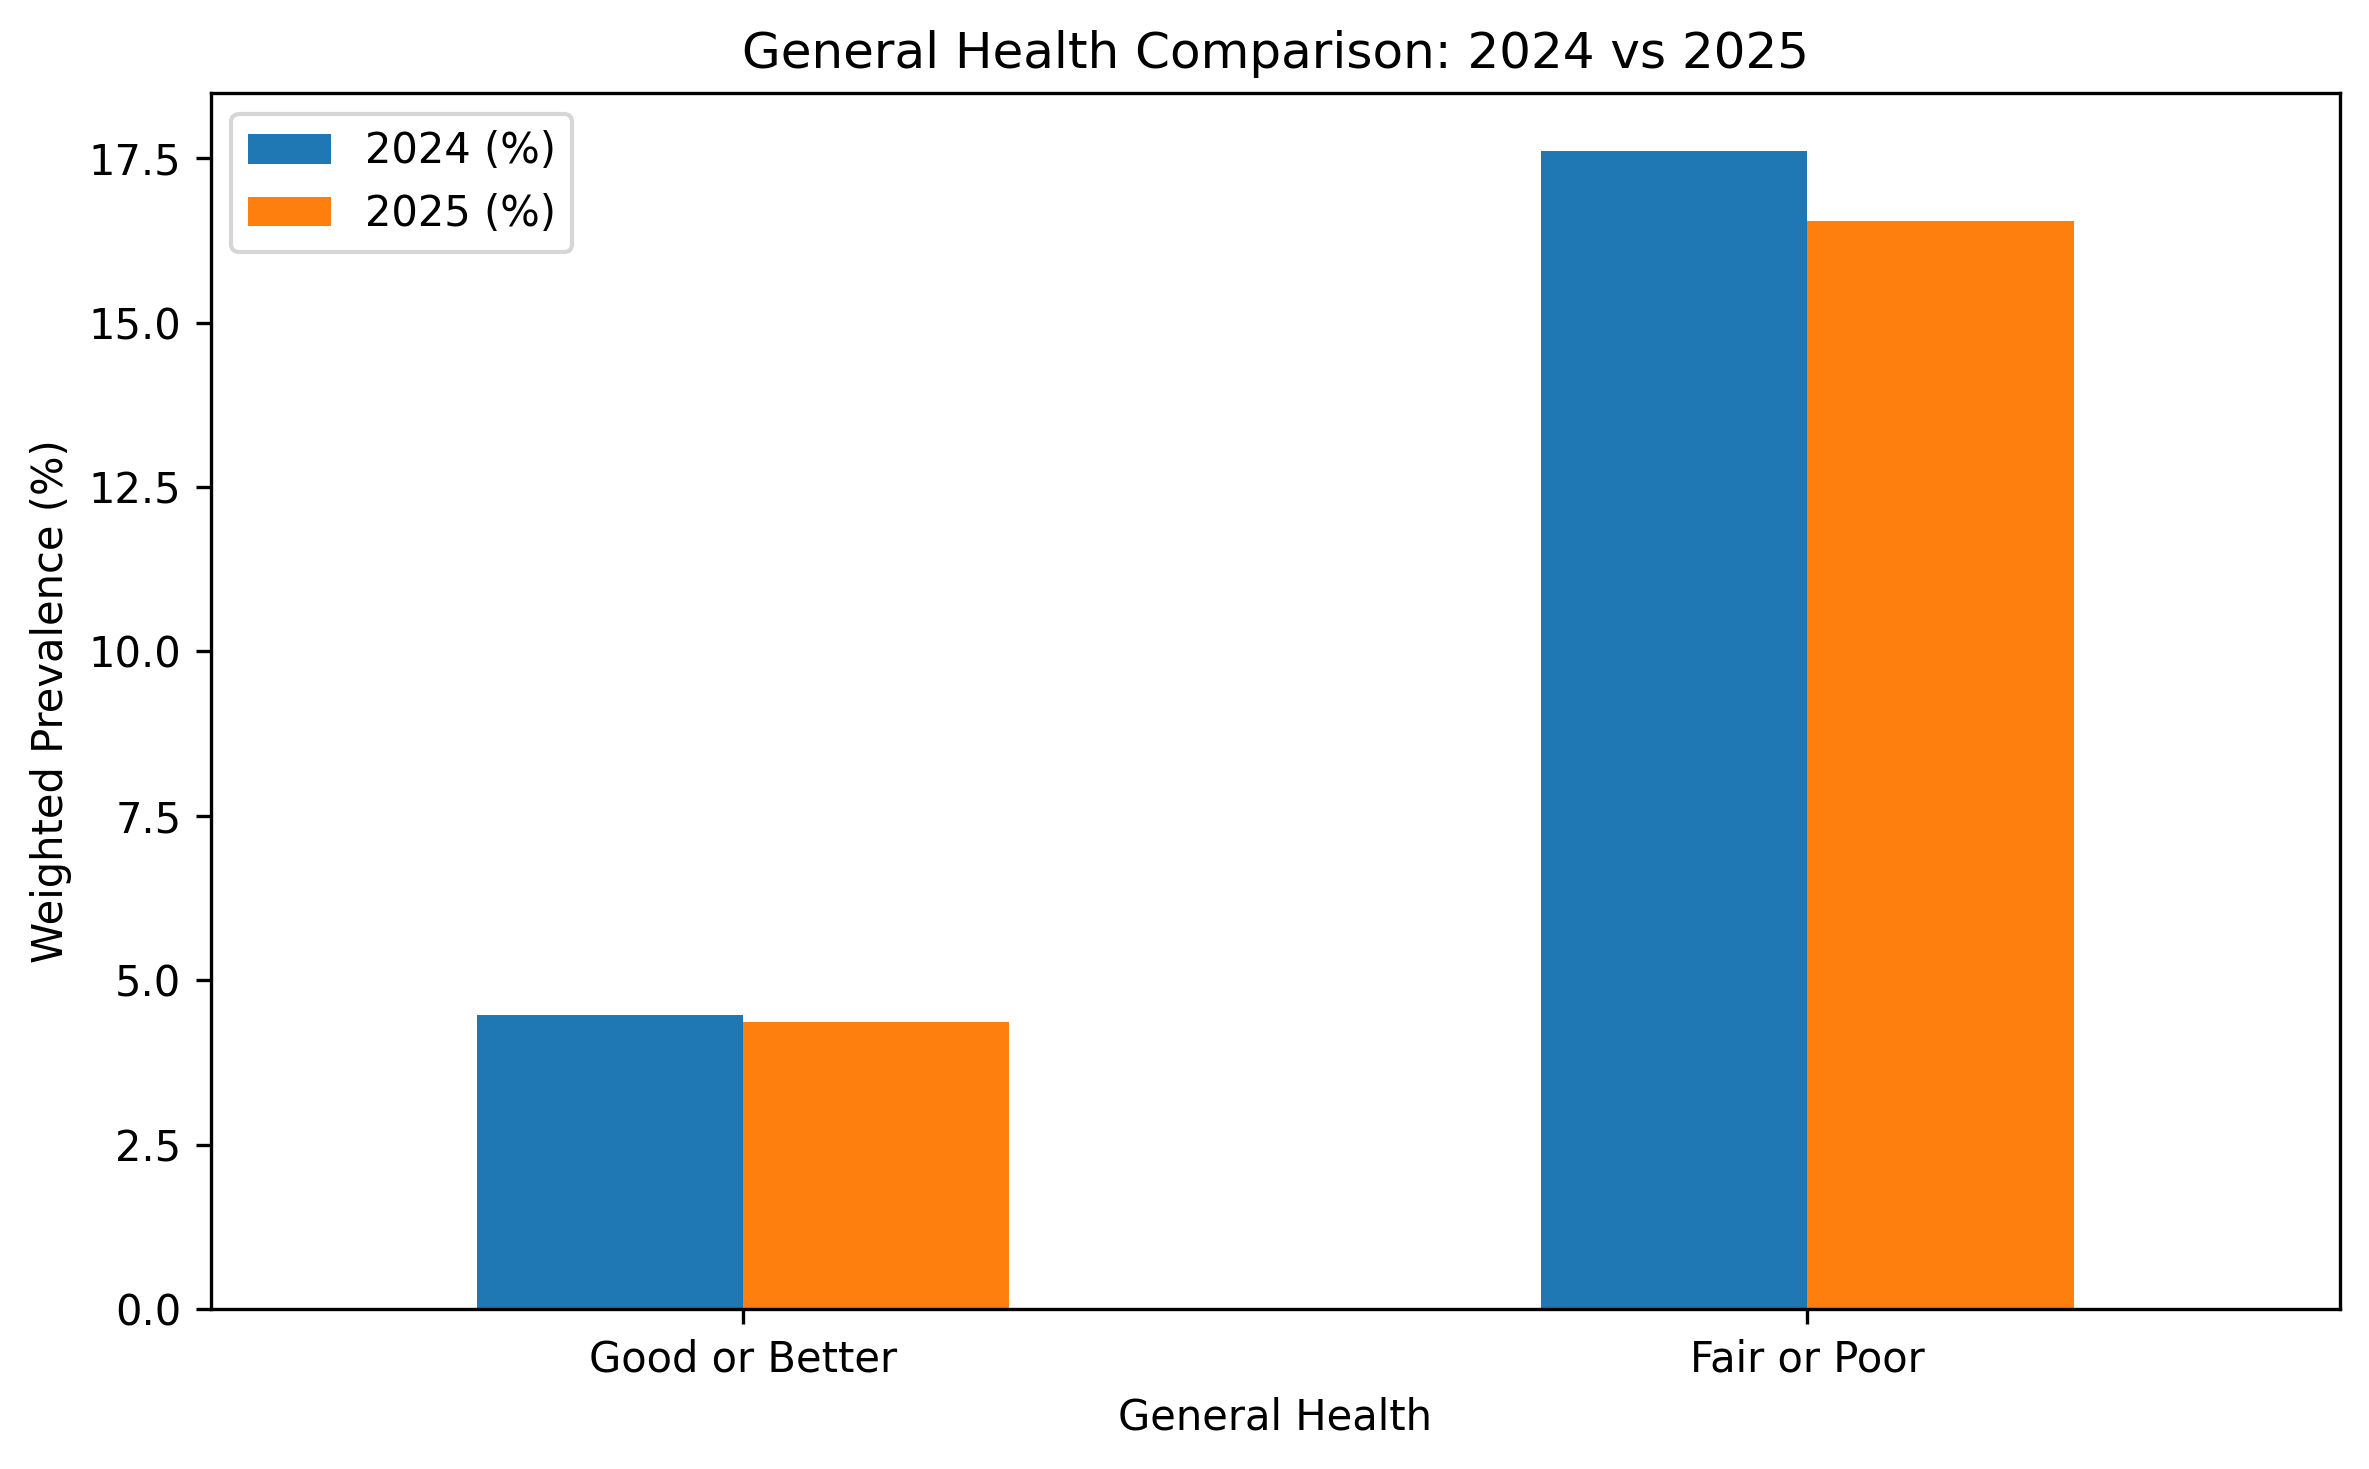 General Health Comparison: 2024 vs 2025
2024 (%)
2025 (%)
Weighted Prevalence (%)
17.5
15.0
12.5
10.0
7.5
5.0
2.5
0.0
Good or Better
Fair or Poor
General Health